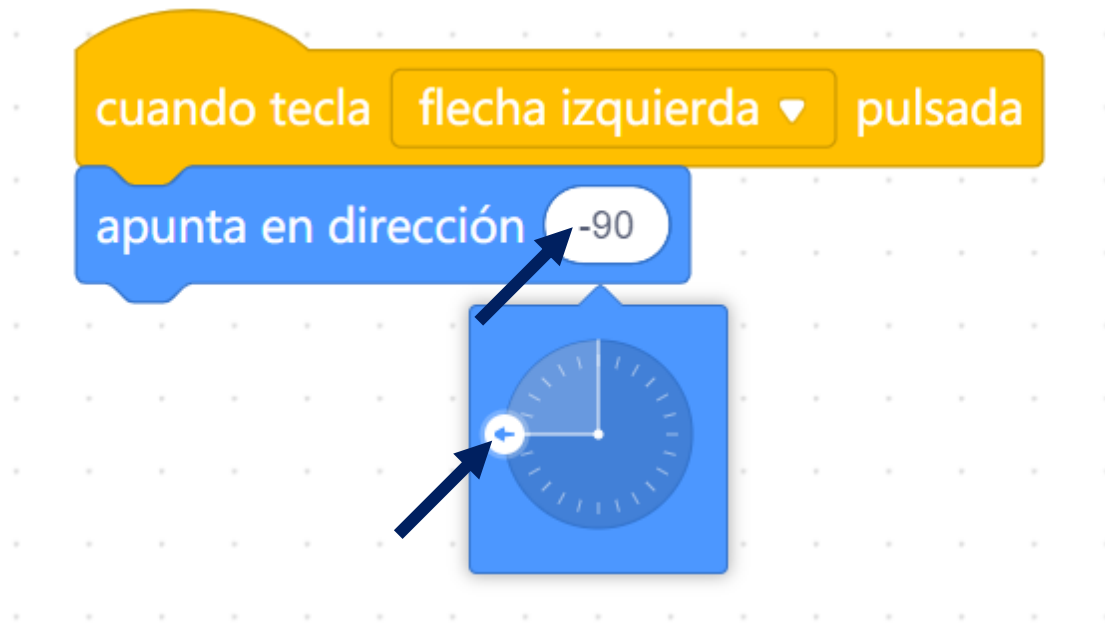 cuando tecla flecha izquierda pulsada
apunta en dirección -90